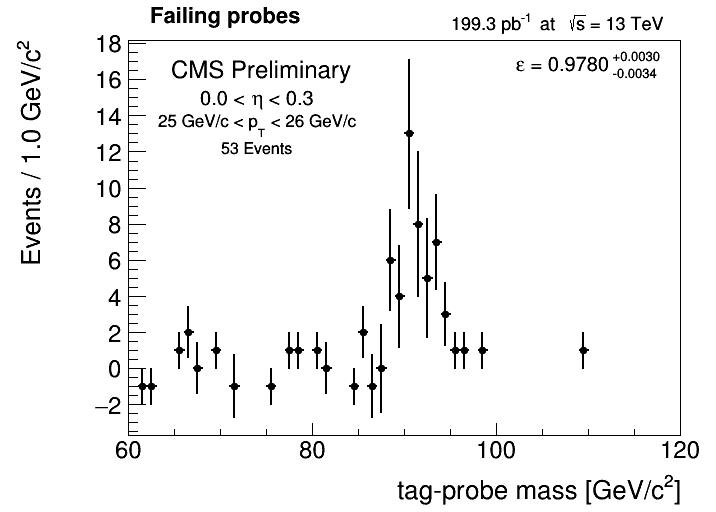 Failing probes
199.3 pb⁻¹ at √s = 13 TeV
CMS Preliminary
0.0 < η < 0.3
25 GeV/c < p_T < 26 GeV/c
53 Events
ε = 0.9780 +0.0030 -0.0034
Events / 1.0 GeV/c²
18
16
14
12
10
8
6
4
2
0
−2
60 80 100 120
tag-probe mass [GeV/c²]